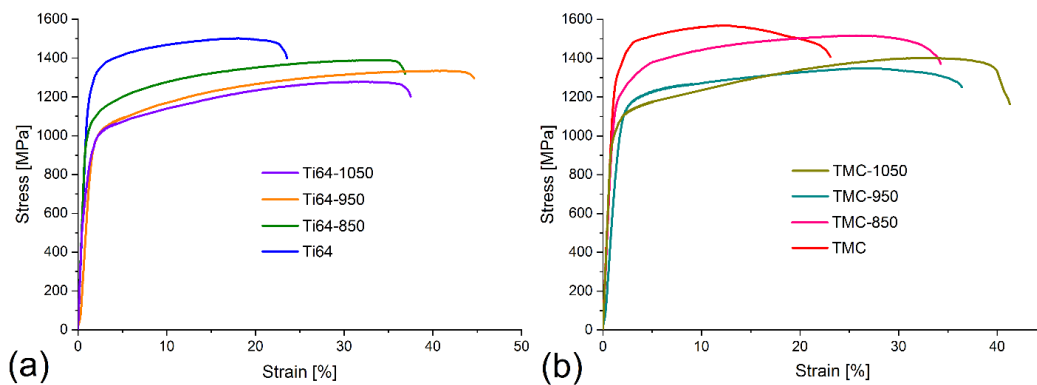 1600
1400
1200
1000
800
600
400
200
0
Stress [MPa]
Ti64-1050
Ti64-950
Ti64-850
Ti64
0 10 20 30 40 50
Strain [%]
(a)
1600
1400
1200
1000
800
600
400
200
0
Stress [MPa]
TMC-1050
TMC-950
TMC-850
TMC
0 10 20 30 40
Strain [%]
(b)